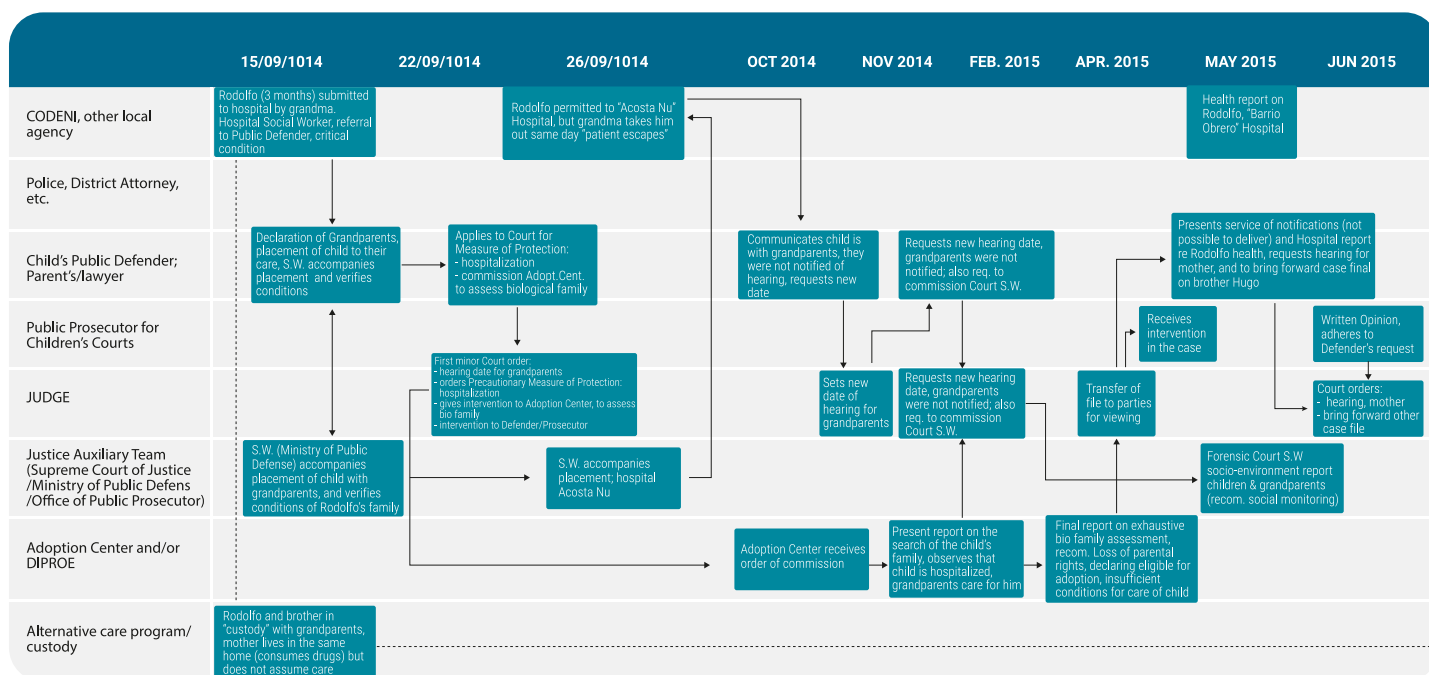 15/09/1014
22/09/1014
26/09/1014
OCT 2014
NOV 2014
FEB. 2015
APR. 2015
MAY 2015
JUN 2015
CODENI, other local
agency
Rodolfo (3 months) submitted
to hospital by grandma.
Hospital Social Worker, referral
to Public Defender, critical
condition
Rodolfo permitted to “Acosta Nu”
Hospital, but grandma takes him
out same day “patient escapes”
Health report on
Rodolfo, “Barrio
Obrero” Hospital
Police, District Attorney,
etc.
Child’s Public Defender;
Parent’s/lawyer
Declaration of Grandparents,
placement of child to their
care, S.W. accompanies
placement and verifies
conditions
Applies to Court for
Measure of Protection:
- hospitalization
- commission Adopt.Cent.
to assess biological family
Communicates child is
with grandparents, they
were not notified of
hearing, requests new
date
Requests new hearing date,
grandparents were not
notified; also req. to
commission Court S.W.
Presents service of notifications (not
possible to deliver) and Hospital report
re Rodolfo health, requests hearing for
mother, and to bring forward case final
on brother Hugo
Public Prosecutor for
Children’s Courts
Receives
intervention
in the case
Written Opinion,
adheres to
Defender’s request
JUDGE
First minor Court order:
- hearing date for grandparents
- orders Precautionary Measure of Protection:
hospitalization
- gives intervention to Adoption Center, to assess
bio family
- intervention to Defender/Prosecutor
Sets new
date of
hearing for
grandparents
Requests new hearing
date, grandparents
were not notified; also
req. to commission
Court S.W.
Transfer of
file to parties
for viewing
Court orders:
- hearing, mother
- bring forward other
case file
Justice Auxiliary Team
(Supreme Court of Justice
/Ministry of Public Defens
/Office of Public Prosecutor)
S.W. (Ministry of Public
Defense) accompanies
placement of child with
grandparents, and verifies
conditions of Rodolfo’s family
S.W. accompanies
placement; hospital
Acosta Nu
Forensic Court S.W
socio-environment report
children & grandparents
(recom. social monitoring)
Adoption Center and/or
DIPROE
Adoption Center receives
order of commission
Present report on the
search of the child’s
family, observes that
child is hospitalized,
grandparents care for him
Final report on exhaustive
bio family assessment,
recom. Loss of parental
rights, declaring eligible for
adoption, insufficient
conditions for care of child
Alternative care program/
custody
Rodolfo and brother in
“custody” with grandparents,
mother lives in the same
home (consumes drugs) but
does not assume care